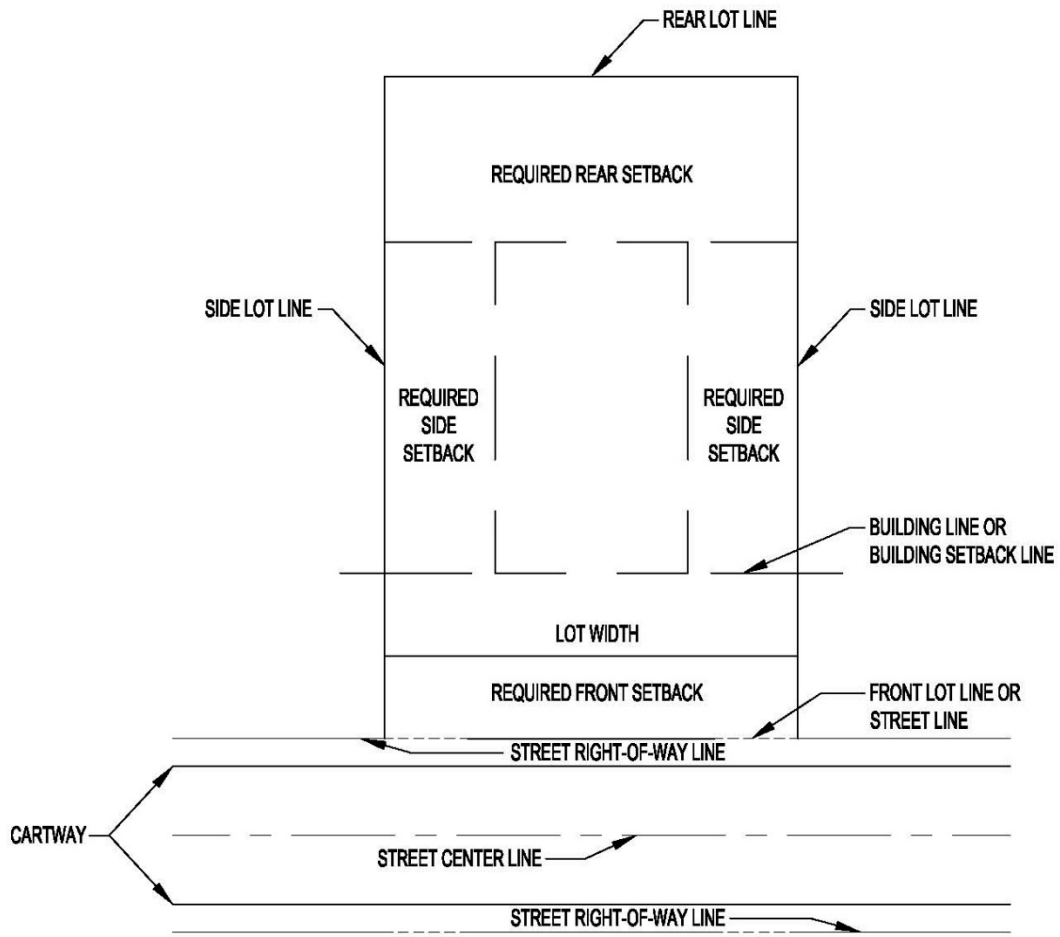 REAR LOT LINE
REQUIRED REAR SETBACK
SIDE LOT LINE
SIDE LOT LINE
REQUIRED
SIDE
SETBACK
REQUIRED
SIDE
SETBACK
BUILDING LINE OR
BUILDING SETBACK LINE
LOT WIDTH
REQUIRED FRONT SETBACK
FRONT LOT LINE OR
STREET LINE
STREET RIGHT-OF-WAY LINE
CARTWAY
STREET CENTER LINE
STREET RIGHT-OF-WAY LINE